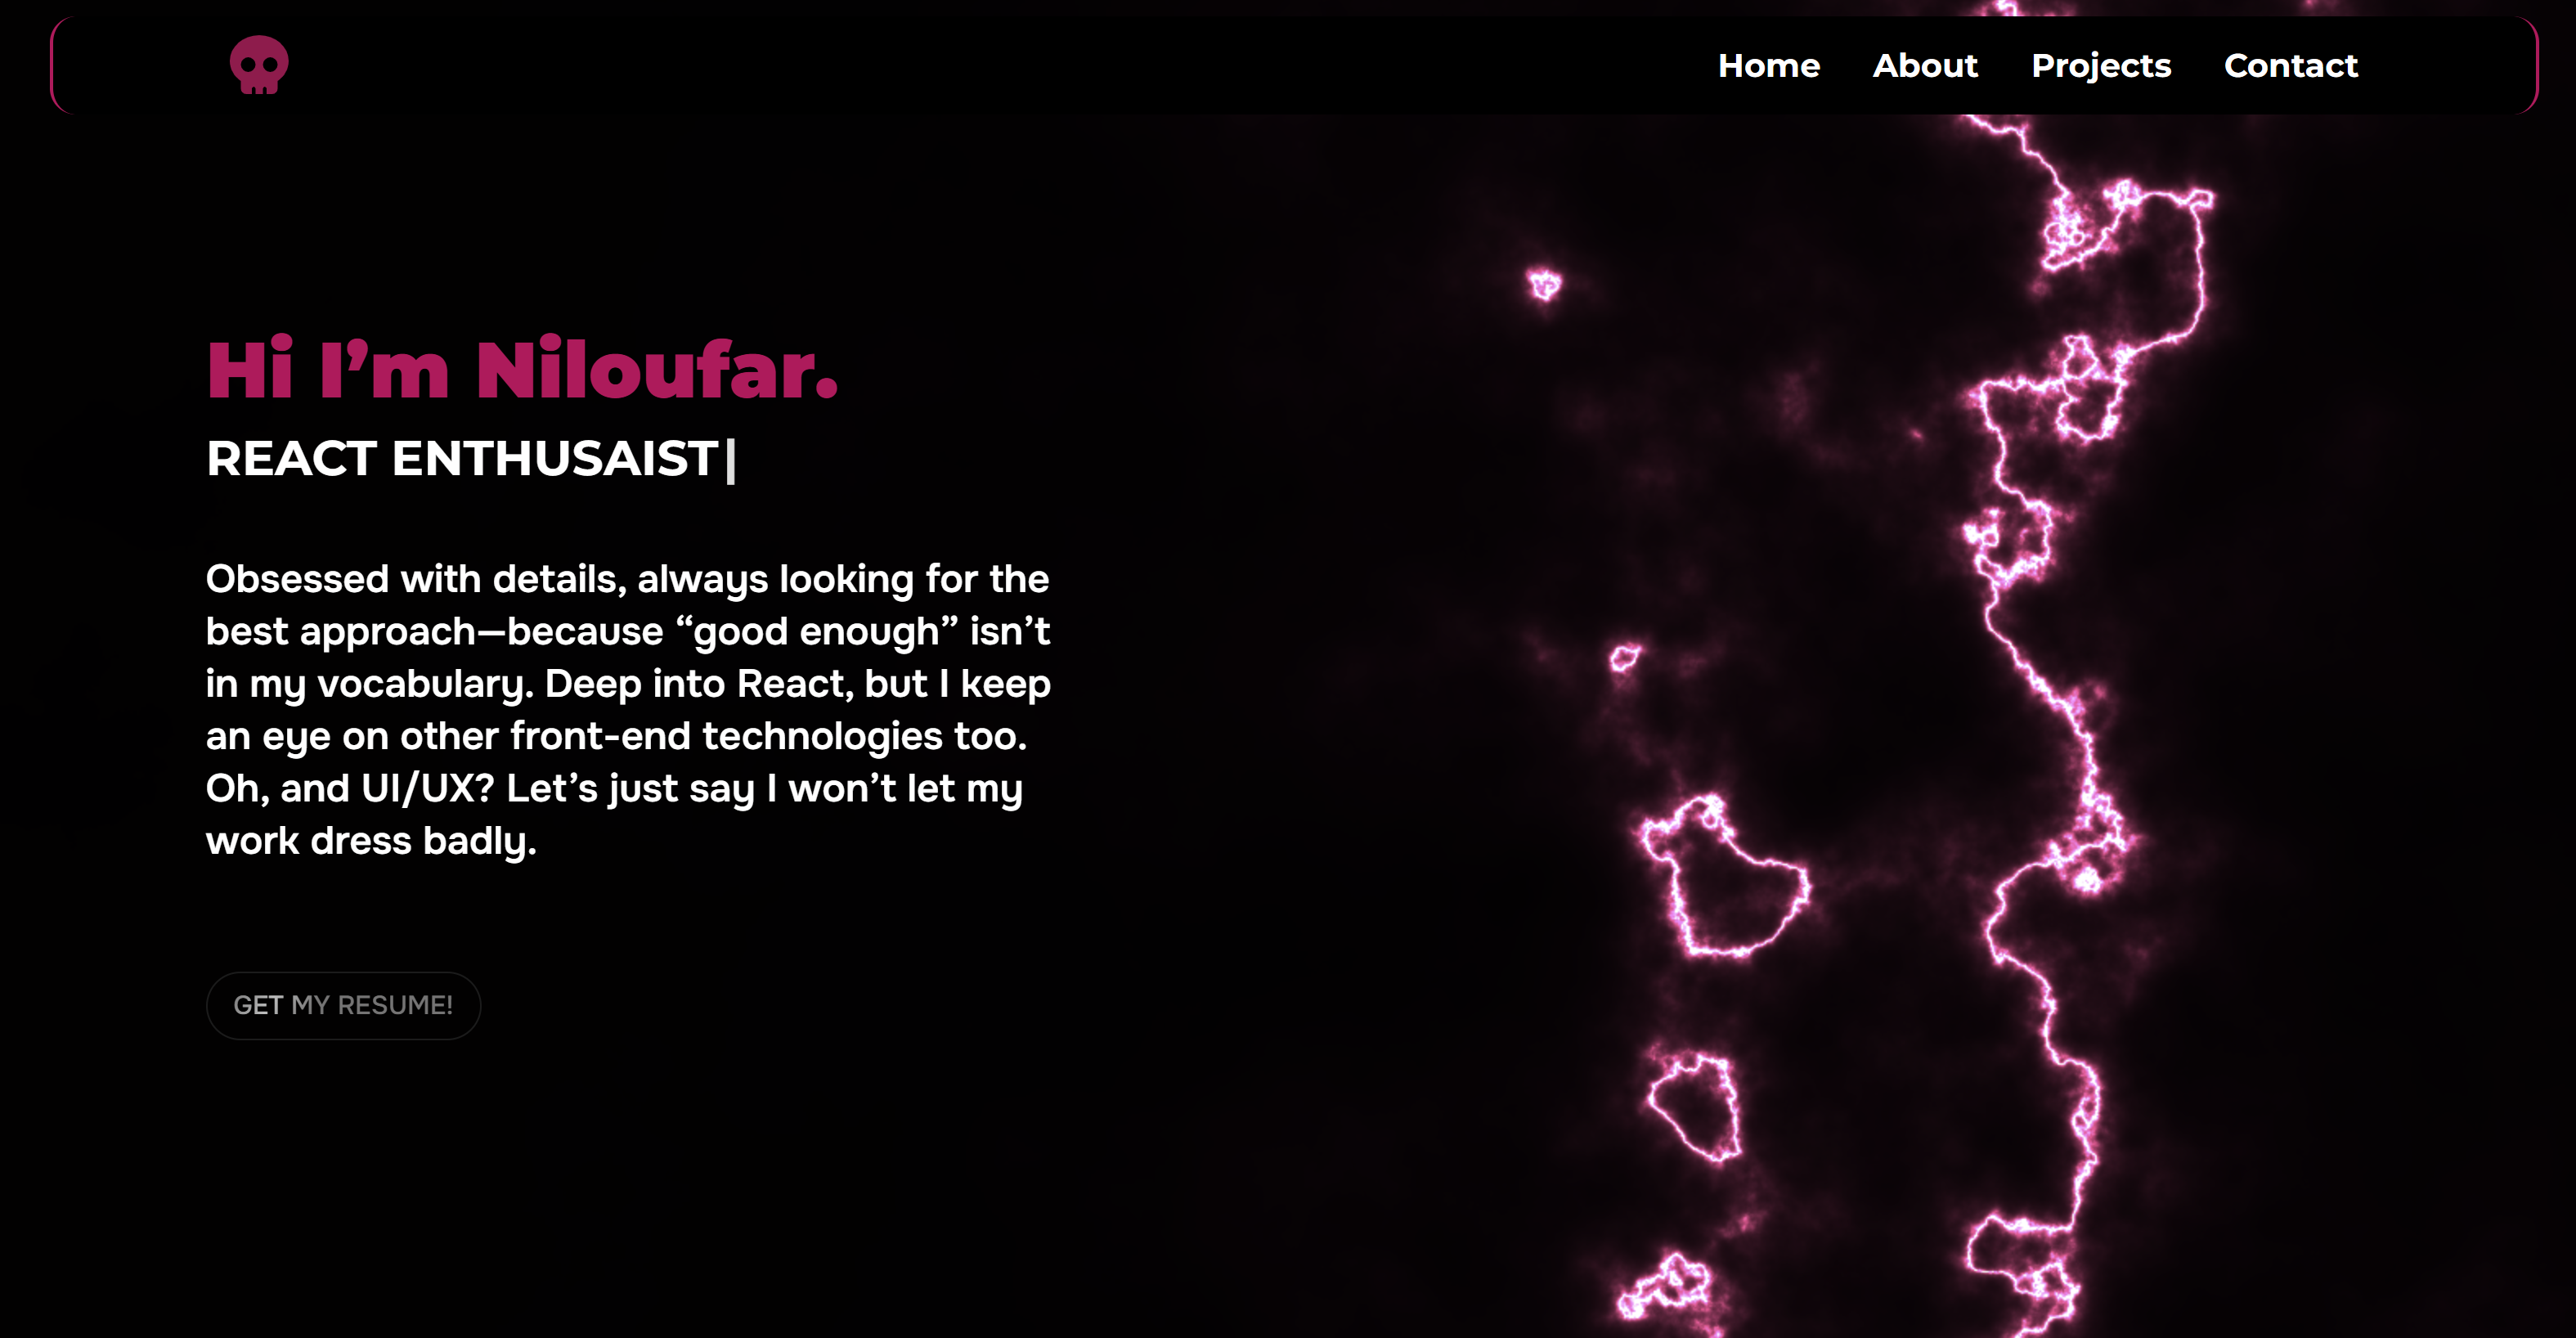 Home About Projects Contact
Hi I’m Niloufar.
REACT ENTHUSAIST|
Obsessed with details, always looking for the
best approach—because “good enough” isn’t
in my vocabulary. Deep into React, but I keep
an eye on other front-end technologies too.
Oh, and UI/UX? Let’s just say I won’t let my
work dress badly.
GET MY RESUME!